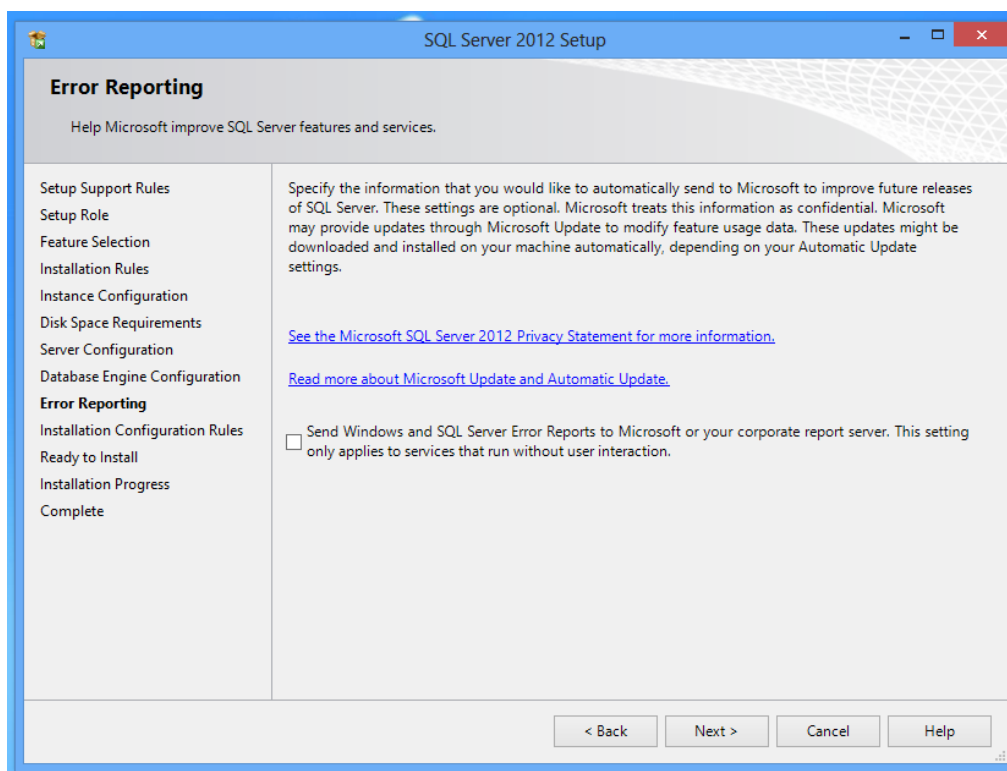 SQL Server 2012 Setup
Error Reporting
Help Microsoft improve SQL Server features and services.
Setup Support Rules
Setup Role
Feature Selection
Installation Rules
Instance Configuration
Disk Space Requirements
Server Configuration
Database Engine Configuration
Error Reporting
Installation Configuration Rules
Ready to Install
Installation Progress
Complete
Specify the information that you would like to automatically send to Microsoft to improve future releases
of SQL Server. These settings are optional. Microsoft treats this information as confidential. Microsoft
may provide updates through Microsoft Update to modify feature usage data. These updates might be
downloaded and installed on your machine automatically, depending on your Automatic Update
settings.
See the Microsoft SQL Server 2012 Privacy Statement for more information.
Read more about Microsoft Update and Automatic Update.
Send Windows and SQL Server Error Reports to Microsoft or your corporate report server. This setting
only applies to services that run without user interaction.
< Back
Next >
Cancel
Help